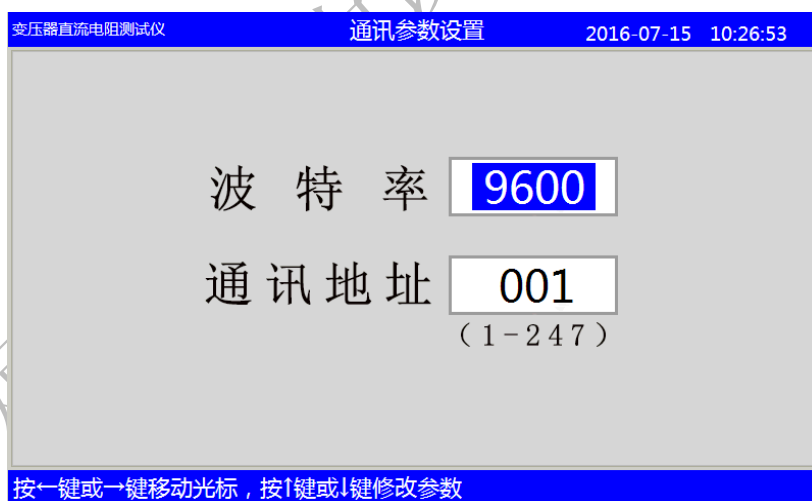 变压器直流电阻测试仪 通讯参数设置 2016-07-15 10:26:53
波特率 9600
通讯地址 001
(1-247)
按←键或→键移动光标，按↑键或↓键修改参数